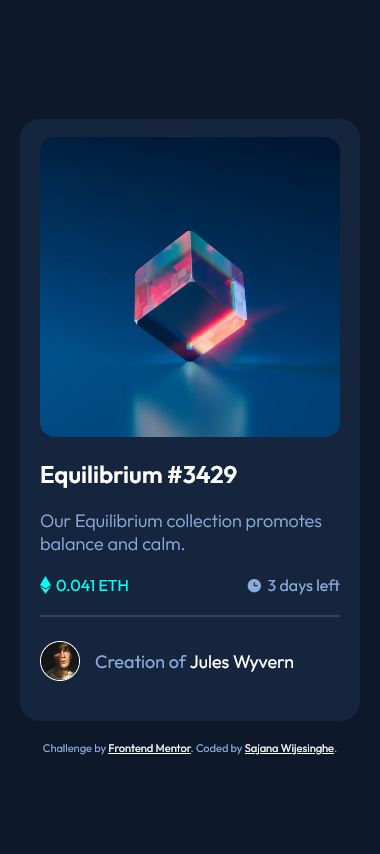 Equilibrium #3429
Our Equilibrium collection promotes
balance and calm.
0.041 ETH
3 days left
Creation of Jules Wyvern
Challenge by Frontend Mentor. Coded by Sajana Wijesinghe.